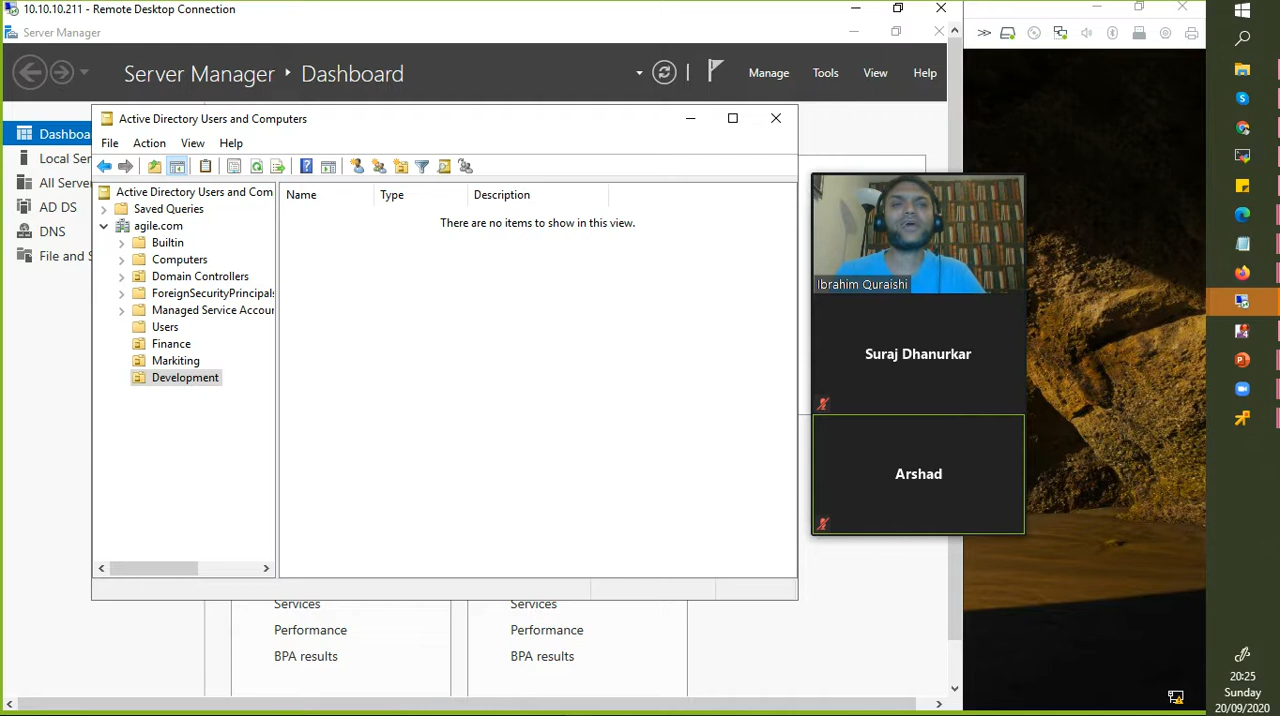 10.10.10.211 - Remote Desktop Connection
Server Manager
Server Manager
Dashboard
Manage
Tools
View
Help
Dashboa
Local Ser
All Serve
AD DS
DNS
File and S
Active Directory Users and Computers
File
Action
View
Help
Active Directory Users and Com
Saved Queries
agile.com
Builtin
Computers
Domain Controllers
ForeignSecurityPrincipals
Managed Service Accour
Users
Finance
Markiting
Development
Name
Type
Description
There are no items to show in this view.
Ibrahim Quraishi
Suraj Dhanurkar
Arshad
Services
Performance
BPA results
Services
Performance
BPA results
20:25
Sunday
20/09/2020